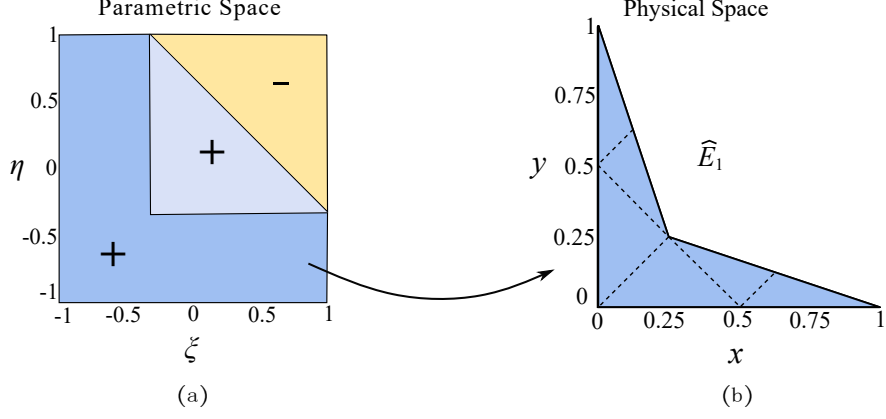 Parametric Space
1
0.5
η
0
-0.5
-1
-1 -0.5 0 0.5 1
ξ
+
−
+
(a)
Physical Space
1
0.75
y
0.5
0.25
0
0 0.25 0.5 0.75 1
x
Ê₁
(b)